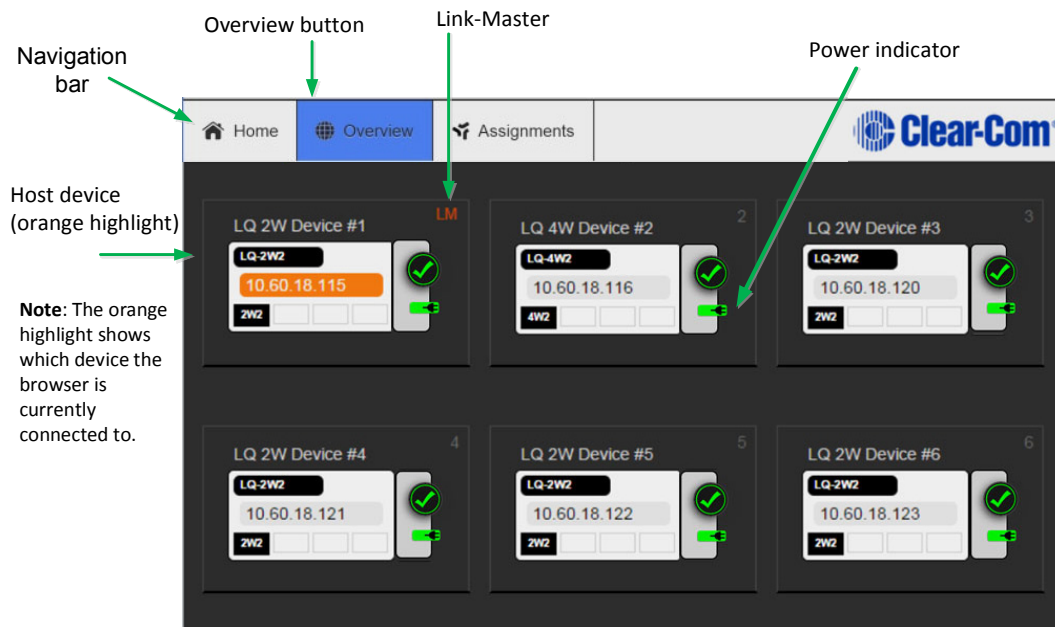 Overview button
Link-Master
Power indicator
Navigation
bar
Home
Overview
Assignments
Clear-Com
Host device
(orange highlight)
Note: The orange
highlight shows
which device the
browser is
currently
connected to.
LQ 2W Device #1
LM
LQ-2W2
10.60.18.115
2W2
LQ 4W Device #2
2
LQ-4W2
10.60.18.116
4W2
LQ 2W Device #3
3
LQ-2W2
10.60.18.120
2W2
LQ 2W Device #4
4
LQ-2W2
10.60.18.121
2W2
LQ 2W Device #5
5
LQ-2W2
10.60.18.122
2W2
LQ 2W Device #6
6
LQ-2W2
10.60.18.123
2W2